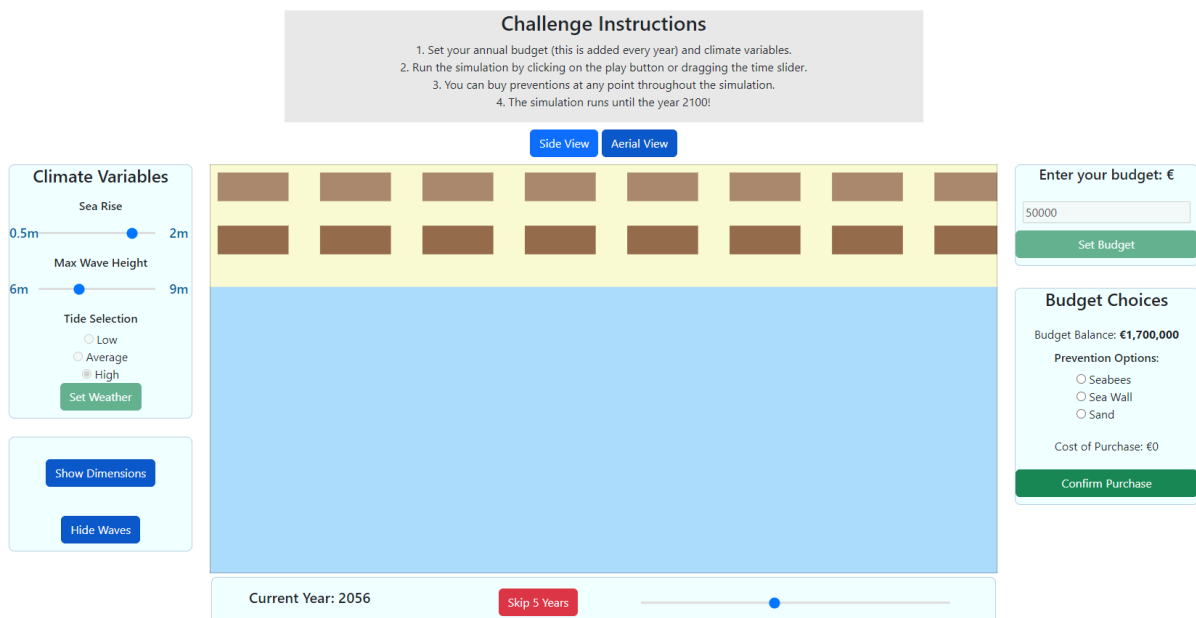 Challenge Instructions
1. Set your annual budget (this is added every year) and climate variables.
2. Run the simulation by clicking on the play button or dragging the time slider.
3. You can buy preventions at any point throughout the simulation.
4. The simulation runs until the year 2100!
Side View
Aerial View
Climate Variables
Sea Rise
0.5m 2m
Max Wave Height
6m 9m
Tide Selection
Low
Average
High
Set Weather
Show Dimensions
Hide Waves
Enter your budget: €
50000
Set Budget
Budget Choices
Budget Balance: €1,700,000
Prevention Options:
Seabees
Sea Wall
Sand
Cost of Purchase: €0
Confirm Purchase
Current Year: 2056
Skip 5 Years